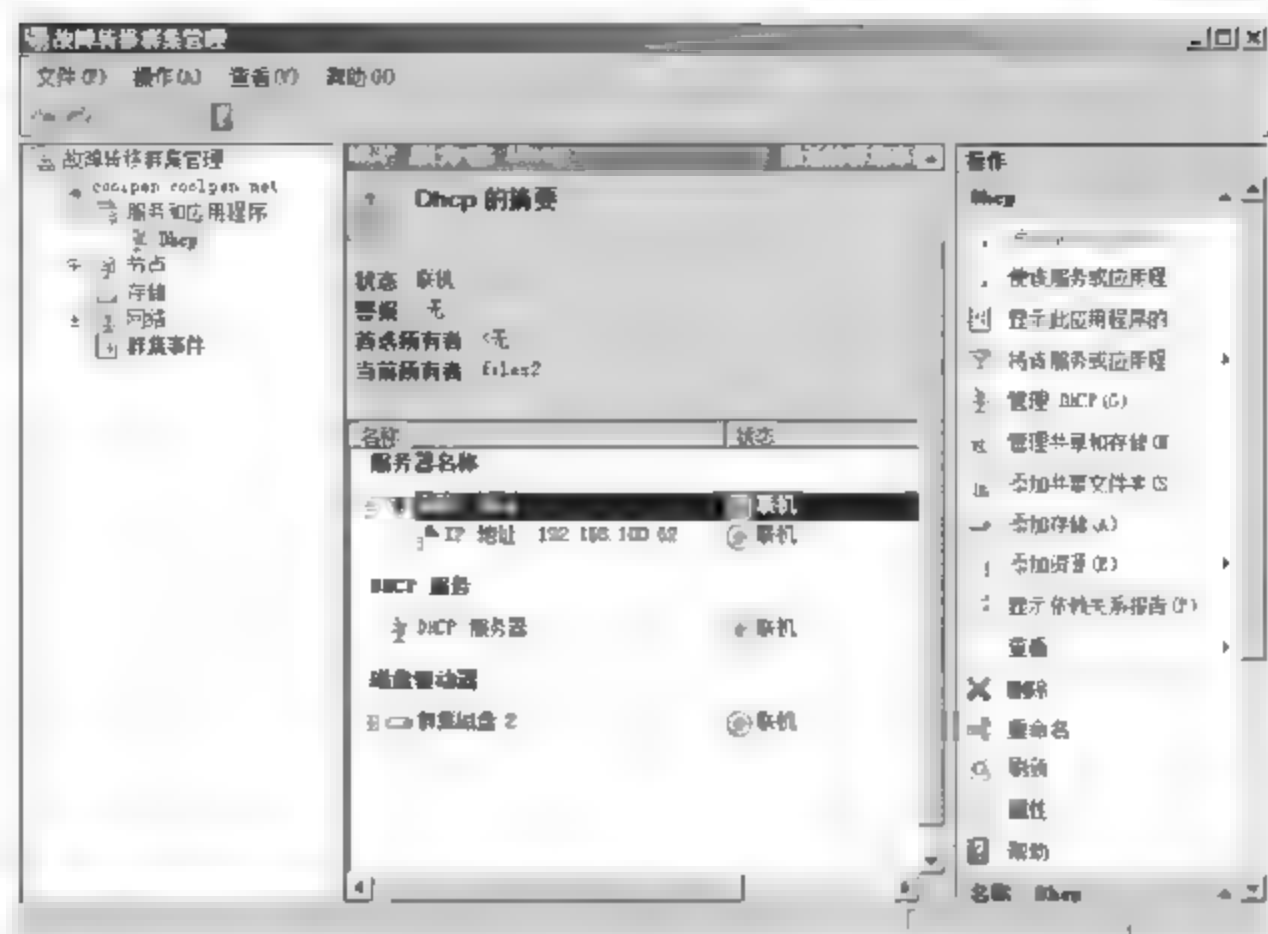 故障转移群集管理
文件(F) 操作(A) 查看(V) 帮助(H)
故障转移群集管理
coolpen coolpen net
服务和应用程序
Dhcp
节点
存储
网络
群集事件
Dhcp 的摘要
状态 联机
警报 无
首选所有者 <无
当前所有者 files2
名称 状态
服务器名称
联机
IP 地址 192 168 100 62 联机
DHCP 服务
DHCP 服务器 联机
磁盘驱动器
群集磁盘 2 联机
操作
Dhcp
使该服务或应用程
显示此应用程序的
将该服务或应用程
管理 DHCP(G)
管理共享和存储(M
添加共享文件夹(S
添加存储(A)
添加资源(R)
显示依赖关系报告(P)
查看
删除
重命名
刷新
属性
帮助
名称 Dhcp